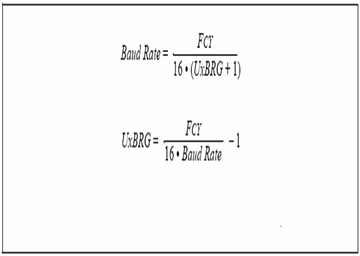 Baud Rate = FCY / 16 • (UxBRG + 1)
UxBRG = FCY / 16 • Baud Rate – 1